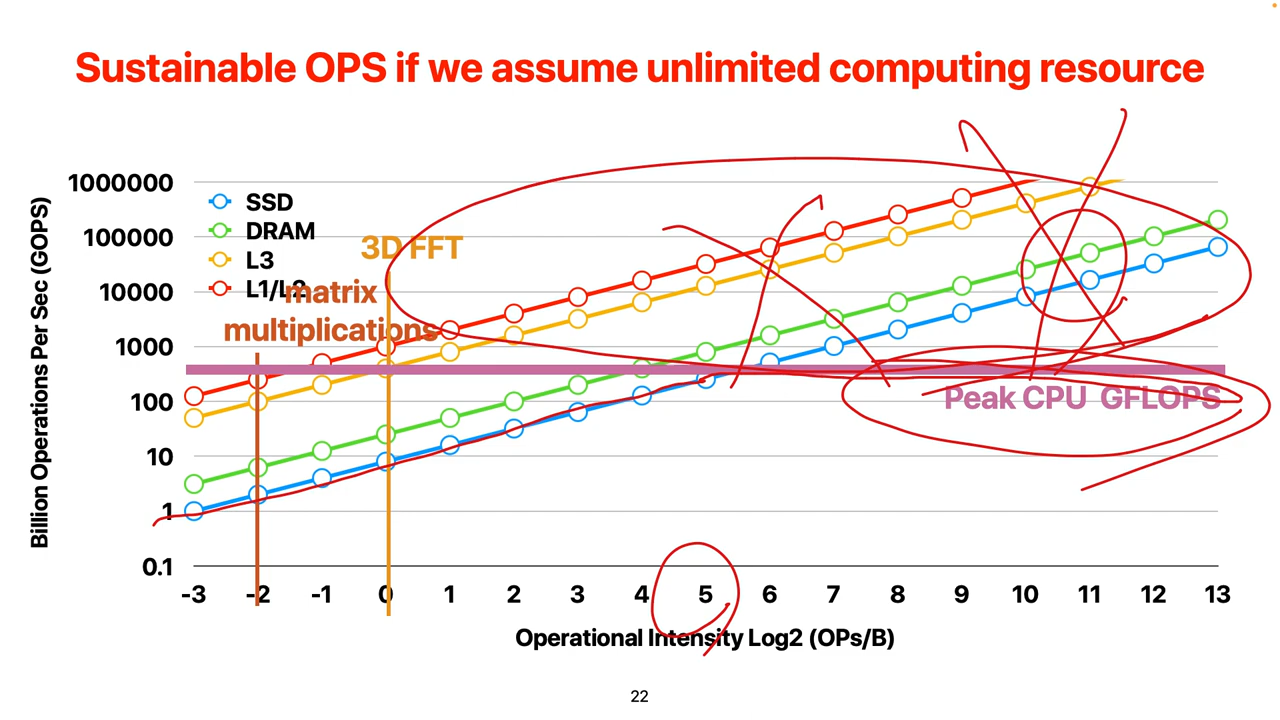 Sustainable OPS if we assume unlimited computing resource
Billion Operations Per Sec (GOPS)
1000000
100000
10000
1000
100
10
1
0.1
SSD
DRAM
L3
L1/L2
3D FFT
matrix
multiplications
Peak CPU GFLOPS
-3 -2 -1 0 1 2 3 4 5 6 7 8 9 10 11 12 13
Operational Intensity Log2 (OPs/B)
22